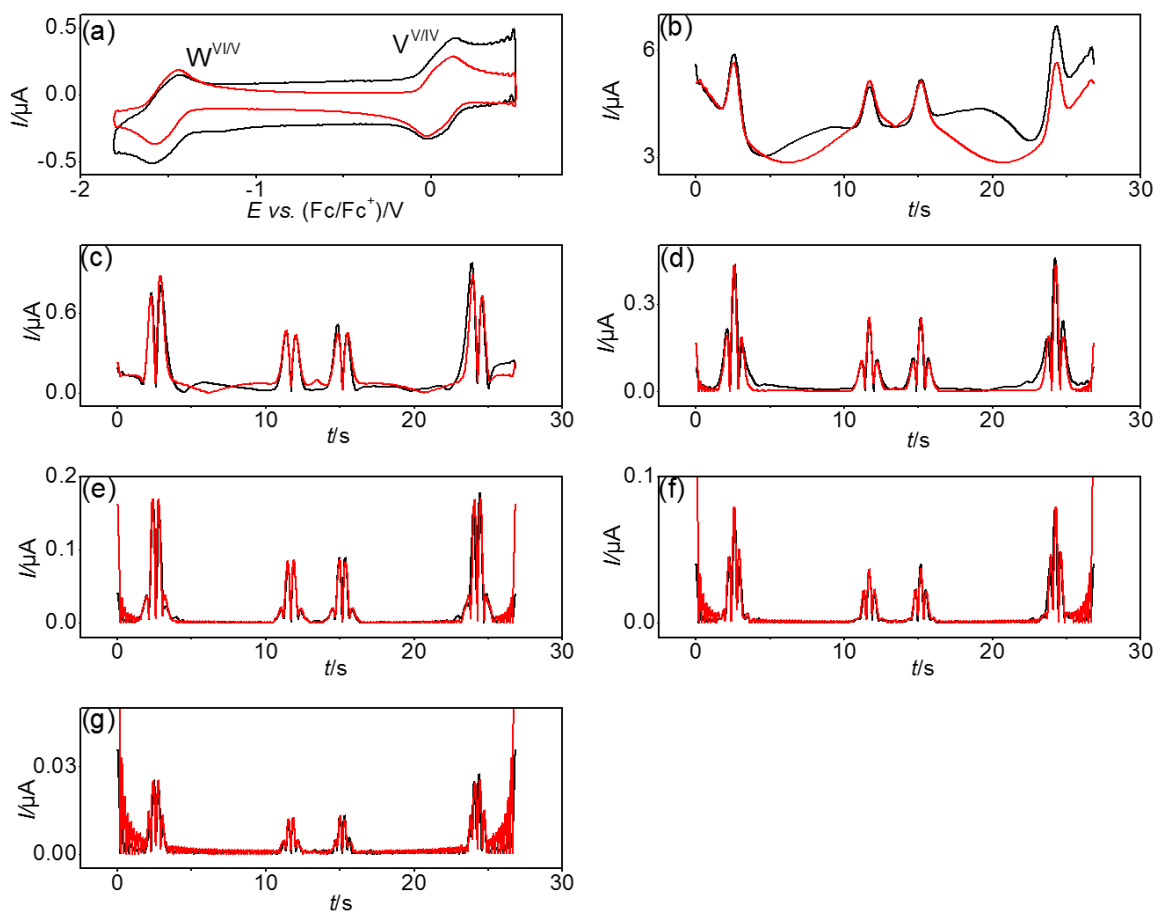 (a)
W^VI/V
V^V/IV
0.5
0.0
-0.5
I/μA
-2 -1 0
E vs. (Fc/Fc⁺)/V
(b)
6
3
I/μA
0 10 20 30
t/s
(c)
0.6
0.0
I/μA
0 10 20 30
t/s
(d)
0.3
0.0
I/μA
0 10 20 30
t/s
(e)
0.2
0.1
0.0
I/μA
0 10 20 30
t/s
(f)
0.1
0.0
I/μA
0 10 20 30
t/s
(g)
0.03
0.00
I/μA
0 10 20 30
t/s